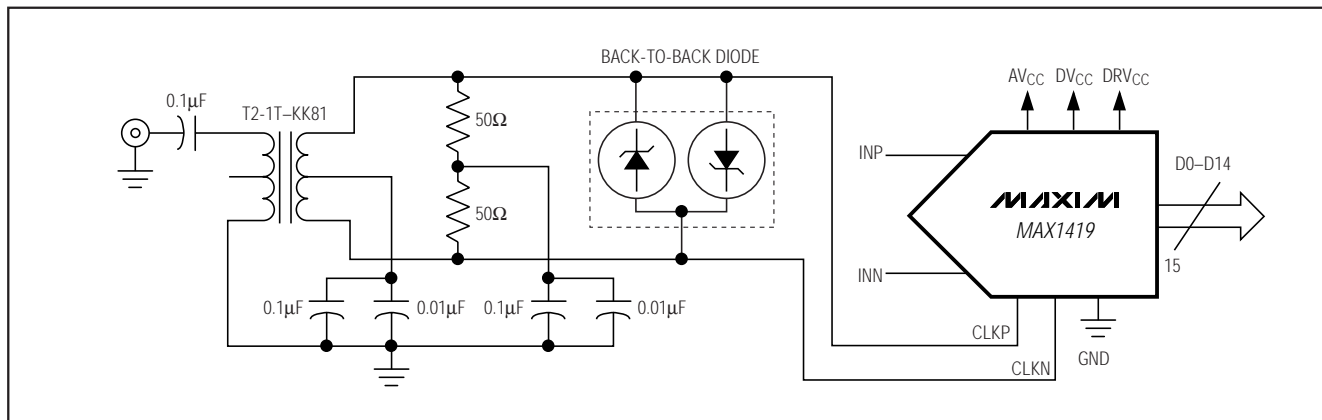 BACK-TO-BACK DIODE
0.1μF
T2-1T–KK81
50Ω
50Ω
0.1μF
0.01μF
0.1μF
0.01μF
AVCC
DVCC
DRVCC
INP
D0–D14
MAXIM
MAX1419
INN
15
CLKP
GND
CLKN